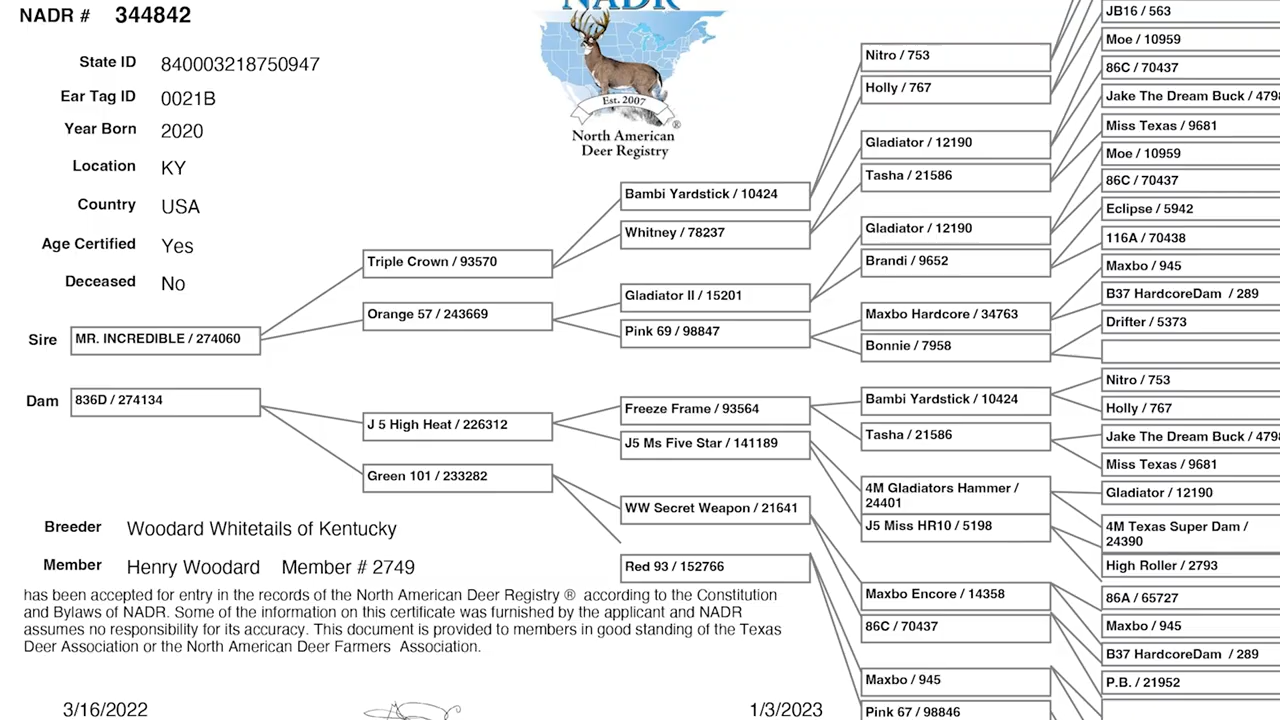 NADR
NADR # 344842
State ID 840003218750947
Ear Tag ID 0021B
Year Born 2020
Location KY
Country USA
Age Certified Yes
Deceased No
Est. 2007
®
North American
Deer Registry
Sire MR. INCREDIBLE / 274060
Dam 836D / 274134
Triple Crown / 93570
Orange 57 / 243669
J 5 High Heat / 226312
Green 101 / 233282
Bambi Yardstick / 10424
Whitney / 78237
Gladiator II / 15201
Pink 69 / 98847
Freeze Frame / 93564
J5 Ms Five Star / 141189
WW Secret Weapon / 21641
Red 93 / 152766
Nitro / 753
Holly / 767
Gladiator / 12190
Tasha / 21586
Gladiator / 12190
Brandi / 9652
Maxbo Hardcore / 34763
Bonnie / 7958
Bambi Yardstick / 10424
Tasha / 21586
4M Gladiators Hammer /
24401
J5 Miss HR10 / 5198
Maxbo Encore / 14358
86C / 70437
Maxbo / 945
Pink 67 / 98846
JB16 / 563
Moe / 10959
86C / 70437
Jake The Dream Buck / 479
Miss Texas / 9681
Moe / 10959
86C / 70437
Eclipse / 5942
116A / 70438
Maxbo / 945
B37 HardcoreDam / 289
Drifter / 5373
Nitro / 753
Holly / 767
Jake The Dream Buck / 479
Miss Texas / 9681
Gladiator / 12190
4M Texas Super Dam /
24390
High Roller / 2793
86A / 65727
Maxbo / 945
B37 HardcoreDam / 289
P.B. / 21952
Breeder Woodard Whitetails of Kentucky
Member Henry Woodard Member # 2749
has been accepted for entry in the records of the North American Deer Registry ® according to the Constitution
and Bylaws of NADR. Some of the information on this certificate was furnished by the applicant and NADR
assumes no responsibility for its accuracy. This document is provided to members in good standing of the Texas
Deer Association or the North American Deer Farmers Association.
3/16/2022 1/3/2023